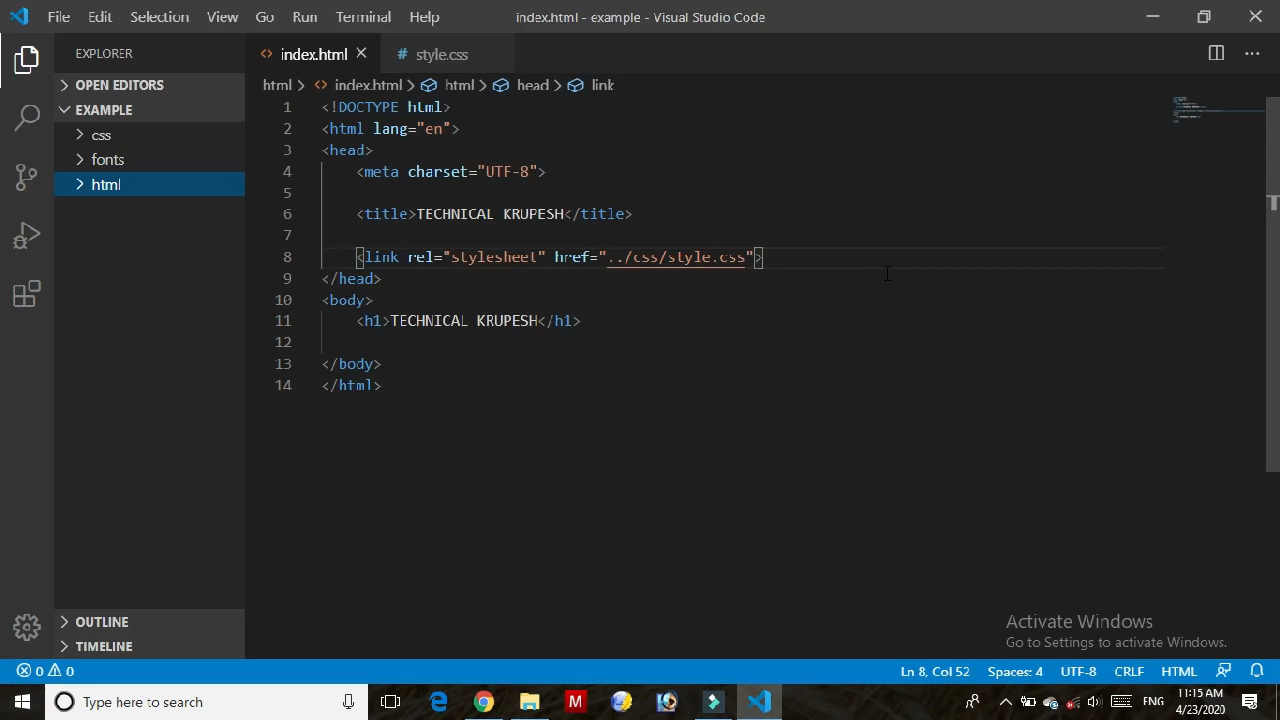 File Edit Selection View Go Run Terminal Help index.html - example - Visual Studio Code
EXPLORER
index.html
# style.css
OPEN EDITORS
html > index.html > html > head > link
EXAMPLE
css
fonts
html
1 <!DOCTYPE html>
2 <html lang="en">
3 <head>
4 <meta charset="UTF-8">
5
6 <title>TECHNICAL KRUPESH</title>
7
8 <link rel="stylesheet" href="../css/style.css">
9 </head>
10 <body>
11 <h1>TECHNICAL KRUPESH</h1>
12
13 </body>
14 </html>
OUTLINE
TIMELINE
Activate Windows
Go to Settings to activate Windows.
0 0 Ln 8, Col 52 Spaces: 4 UTF-8 CRLF HTML
Type here to search
M
ENG
11:15 AM
4/23/2020